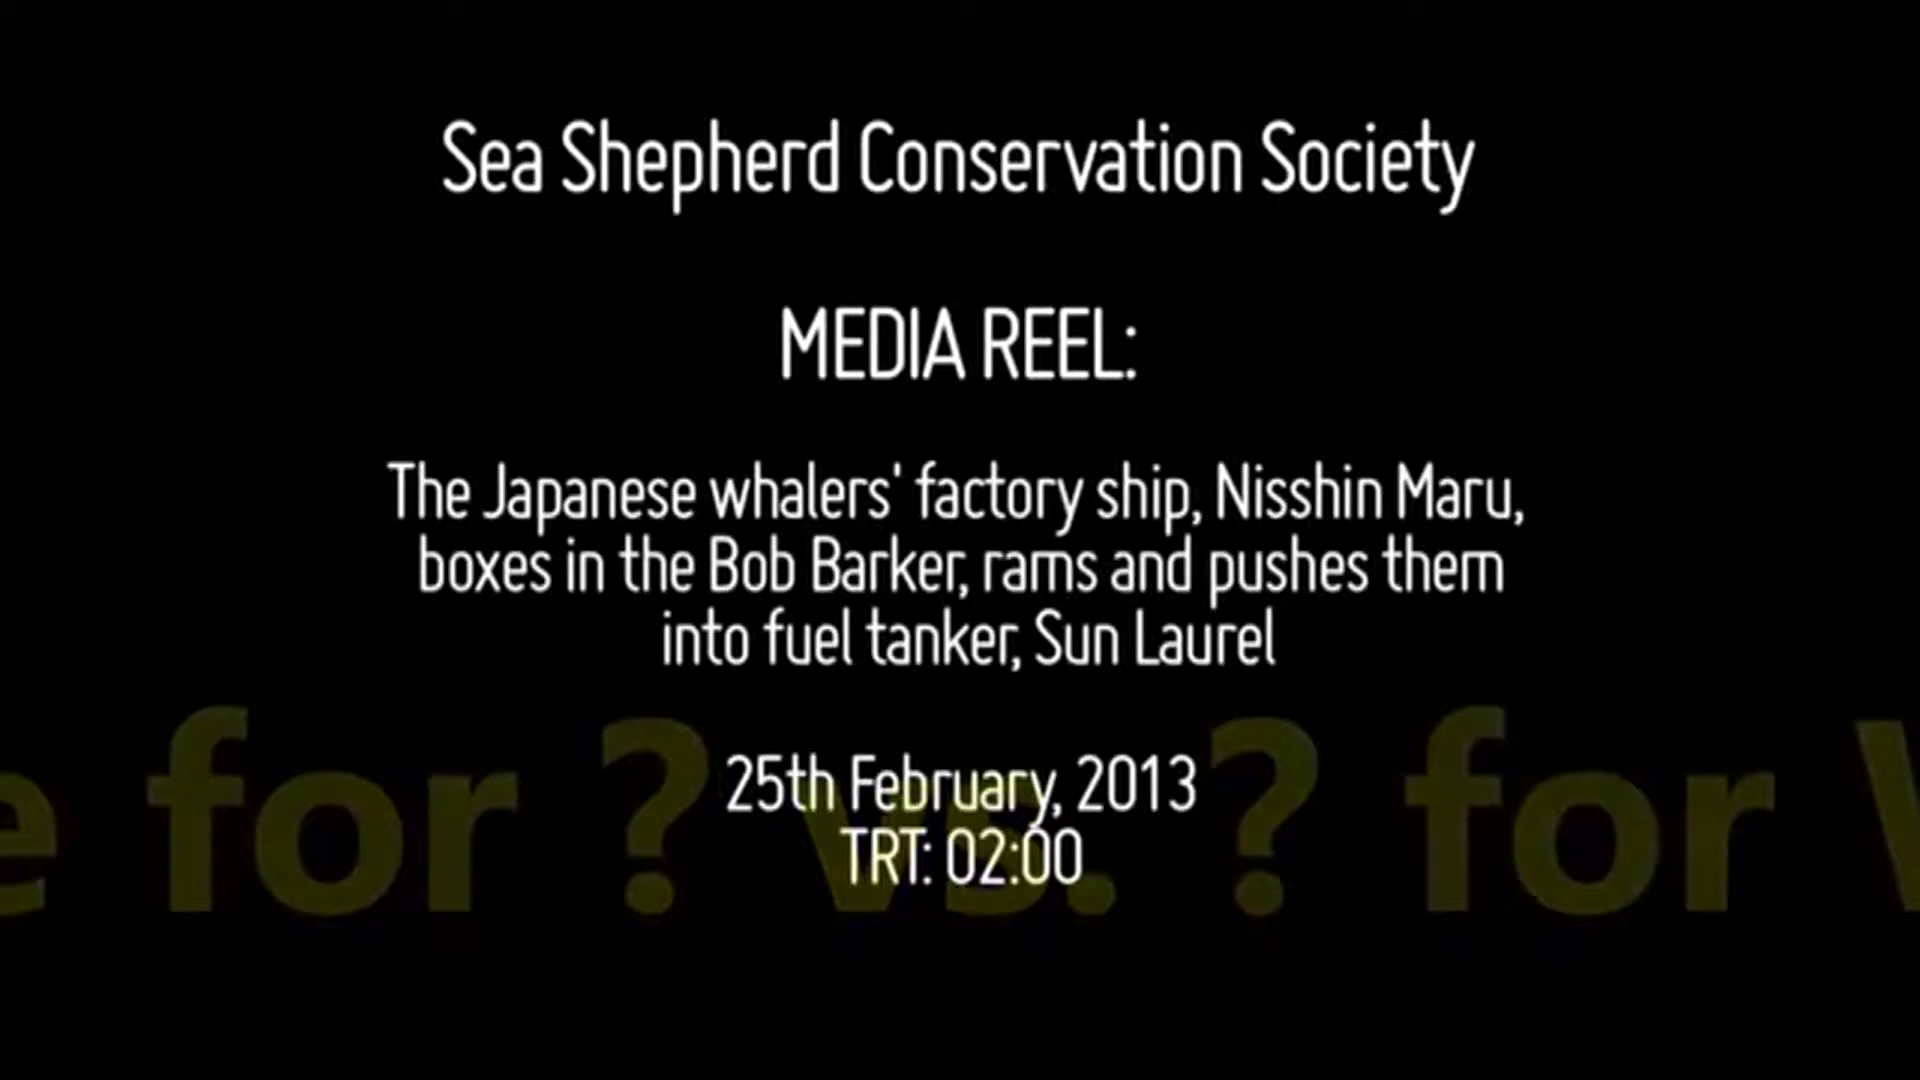 Sea Shepherd Conservation Society
MEDIA REEL:
The Japanese whalers' factory ship, Nisshin Maru,
boxes in the Bob Barker, rams and pushes them
into fuel tanker, Sun Laurel
25th February, 2013
TRT: 02:00
for ? vs. ? for